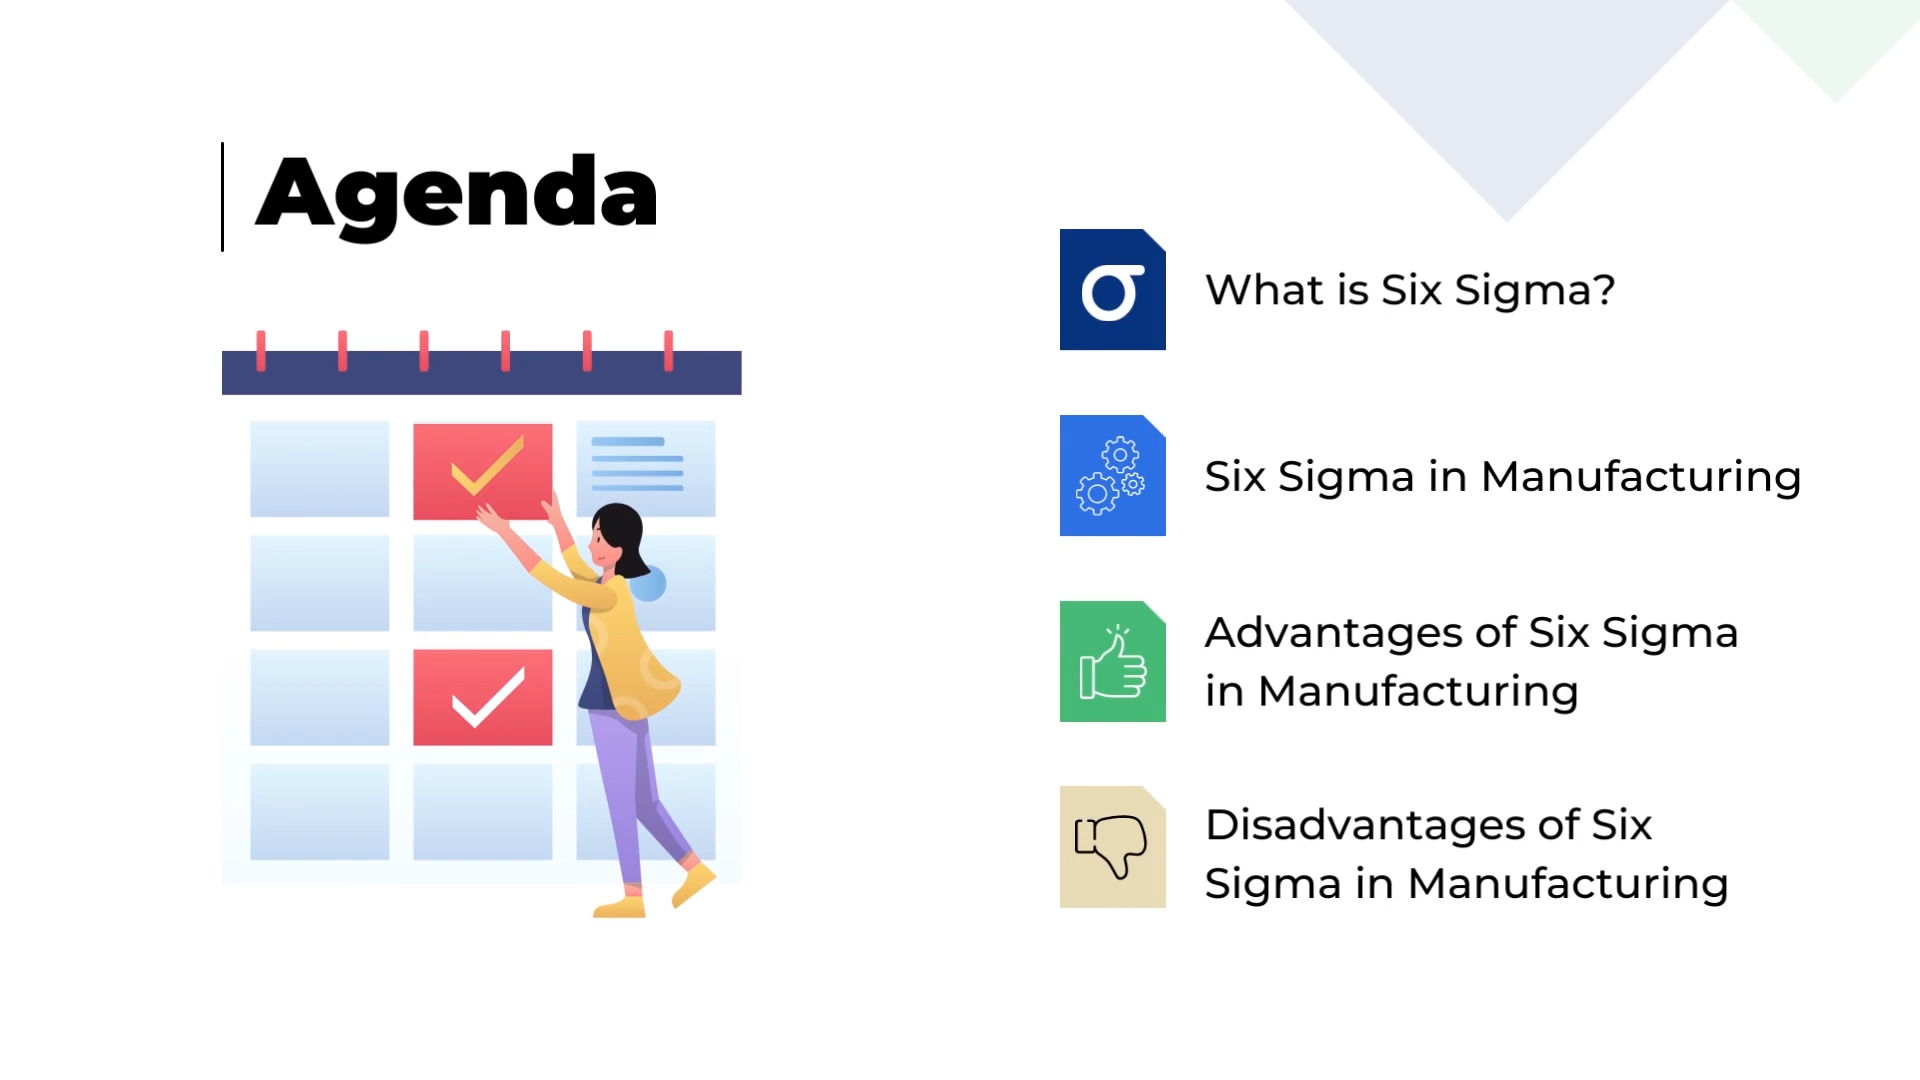 Agenda
σ
What is Six Sigma?
Six Sigma in Manufacturing
Advantages of Six Sigma
in Manufacturing
Disadvantages of Six
Sigma in Manufacturing